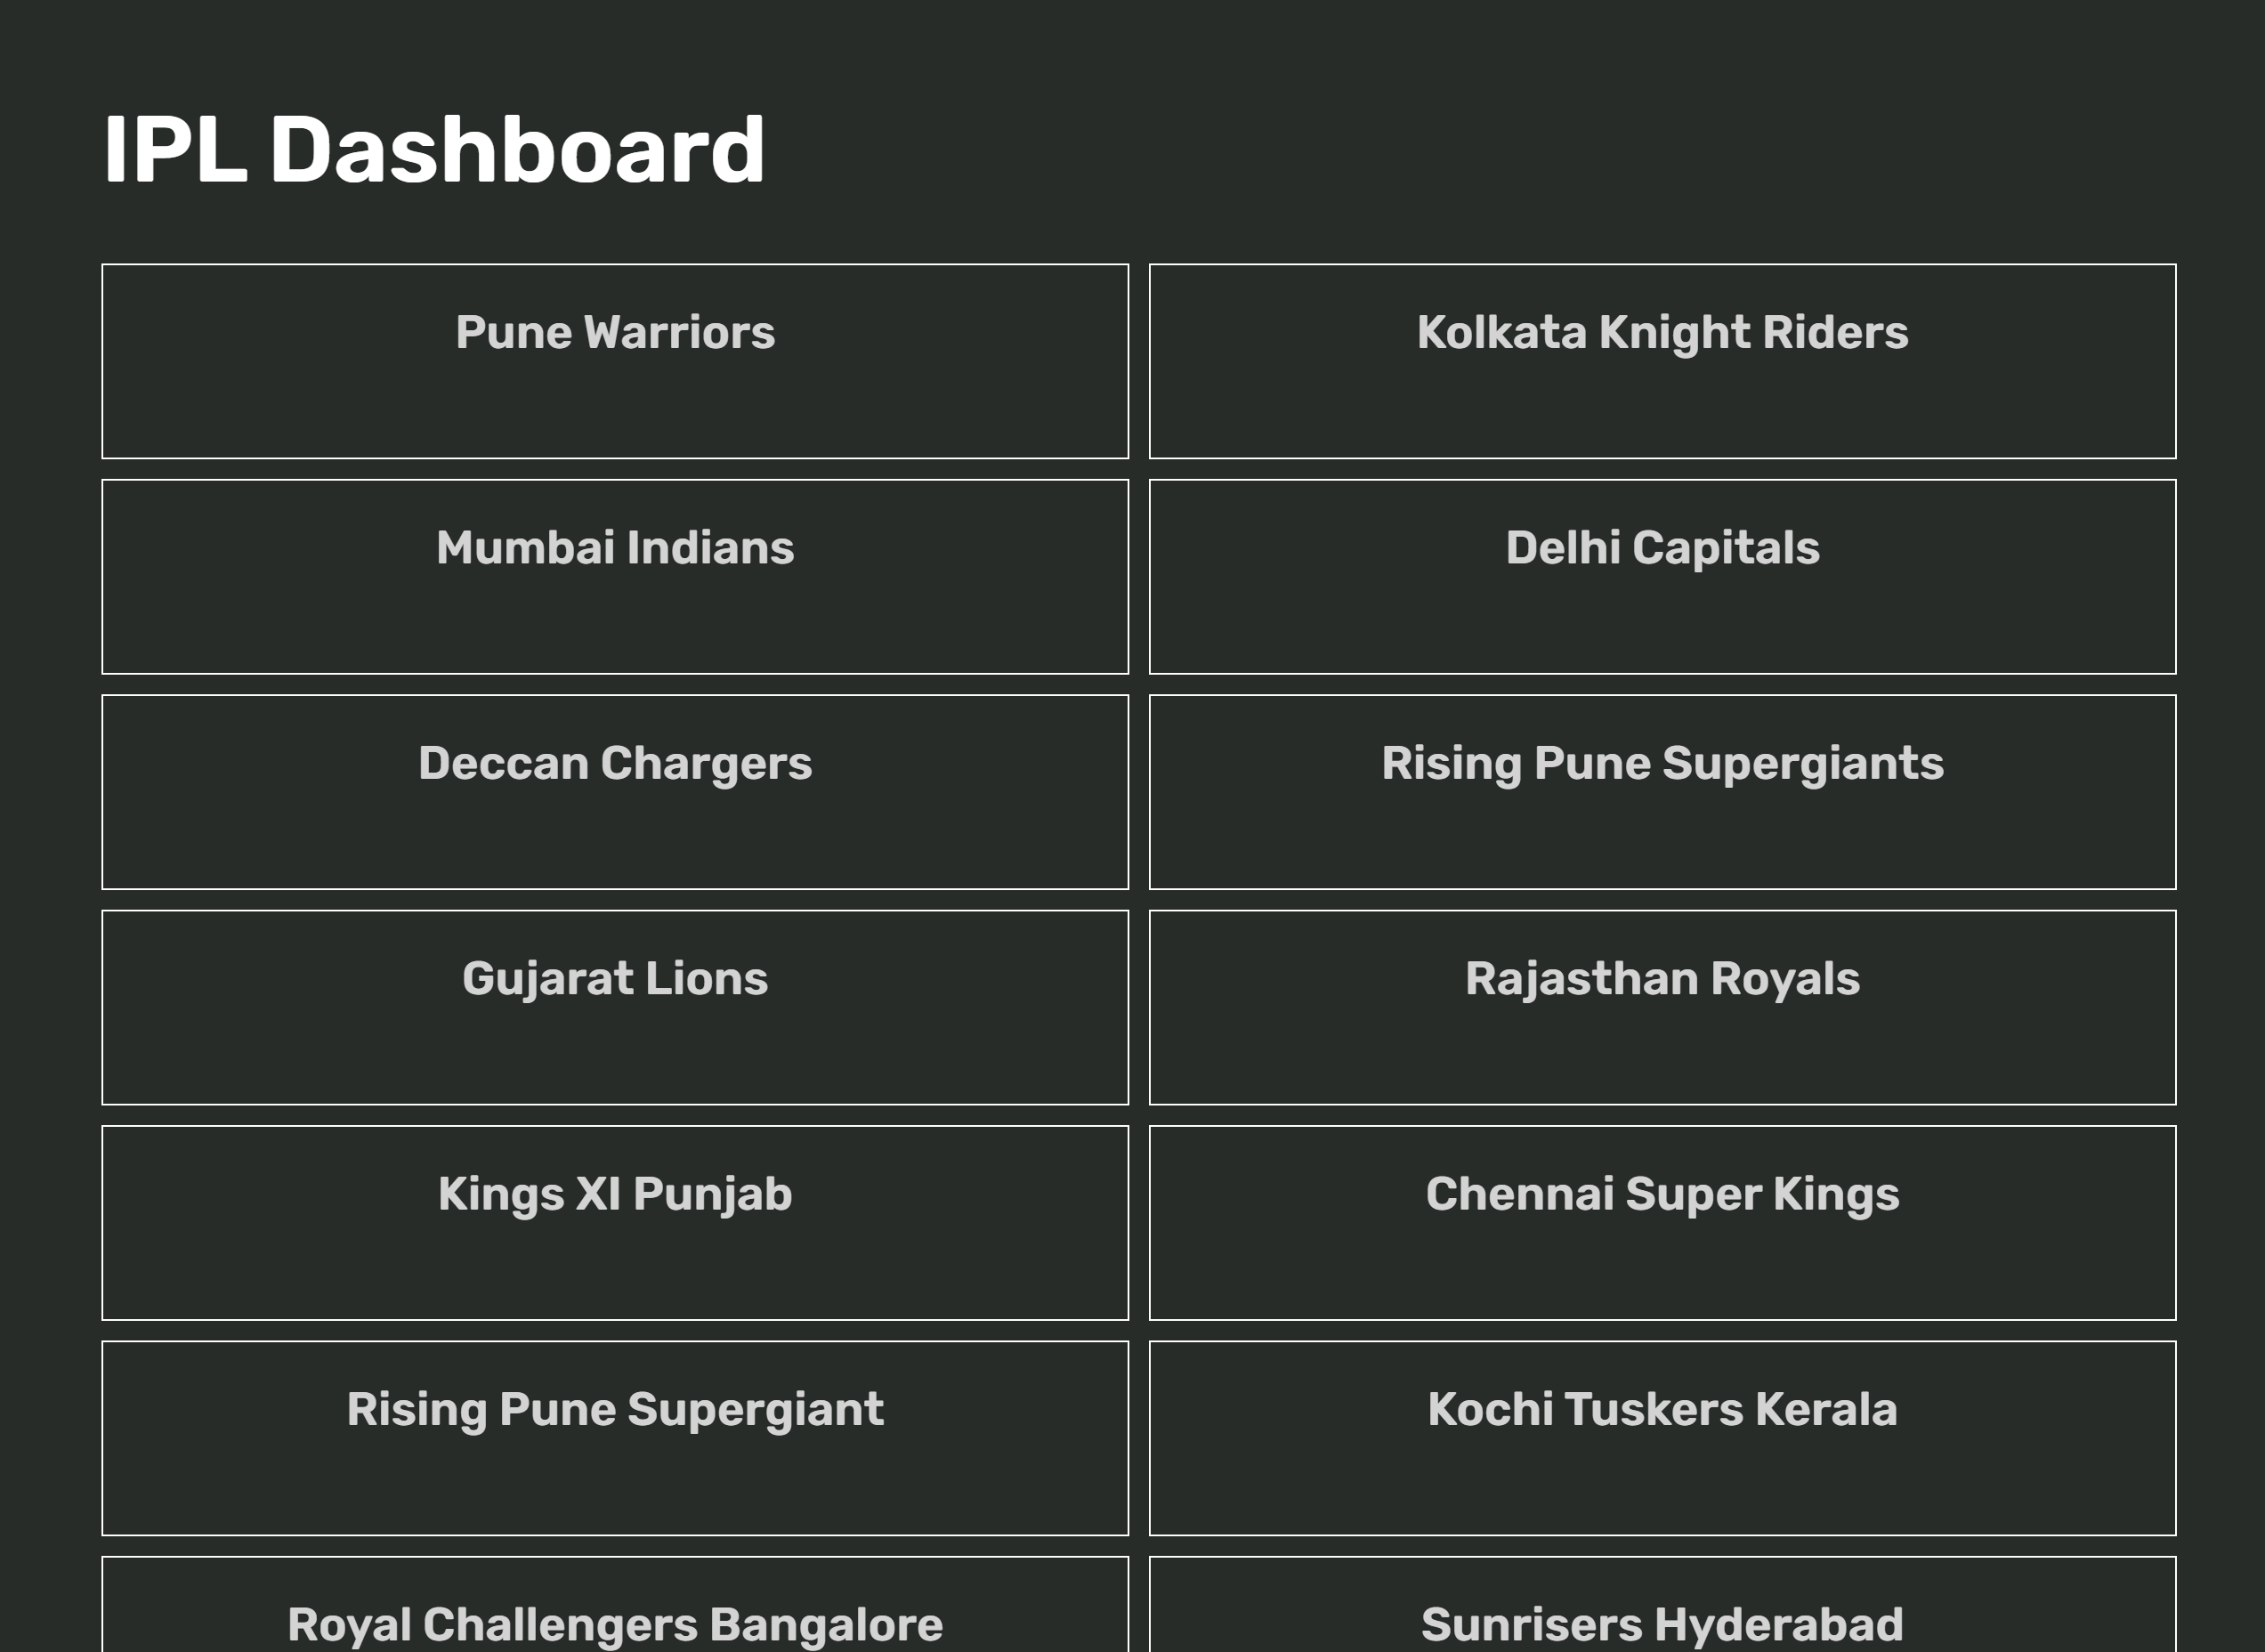 IPL Dashboard
Pune Warriors
Kolkata Knight Riders
Mumbai Indians
Delhi Capitals
Deccan Chargers
Rising Pune Supergiants
Gujarat Lions
Rajasthan Royals
Kings XI Punjab
Chennai Super Kings
Rising Pune Supergiant
Kochi Tuskers Kerala
Royal Challengers Bangalore
Sunrisers Hyderabad